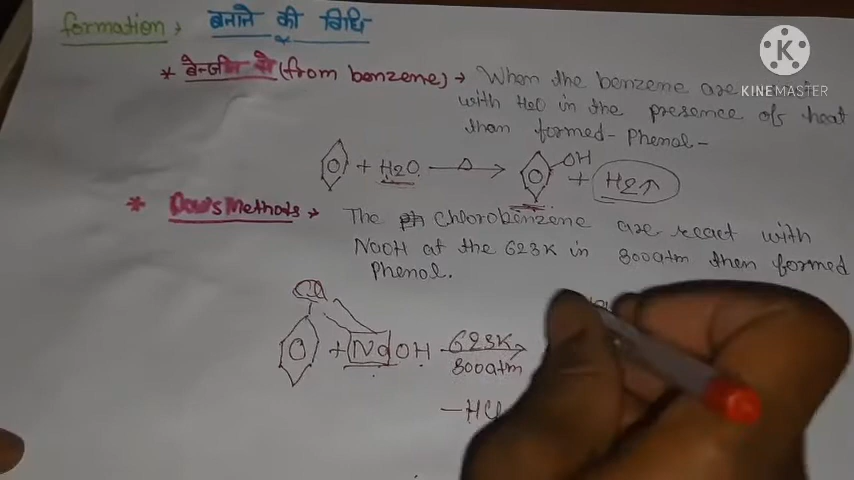 formation, बनाने की विधि
* बेन्जीन से (from benzene) → When the benzene are
KINEMASTER
with H2O in the presence of heat
then formed - Phenol -
+ H2O Δ OH + H2↑
* Dow's Methods → The Chlorobenzene are react with
NaOH at the 623K in 300atm then formed
Phenol.
Cl
+ NaOH 623K
300atm
- HCl